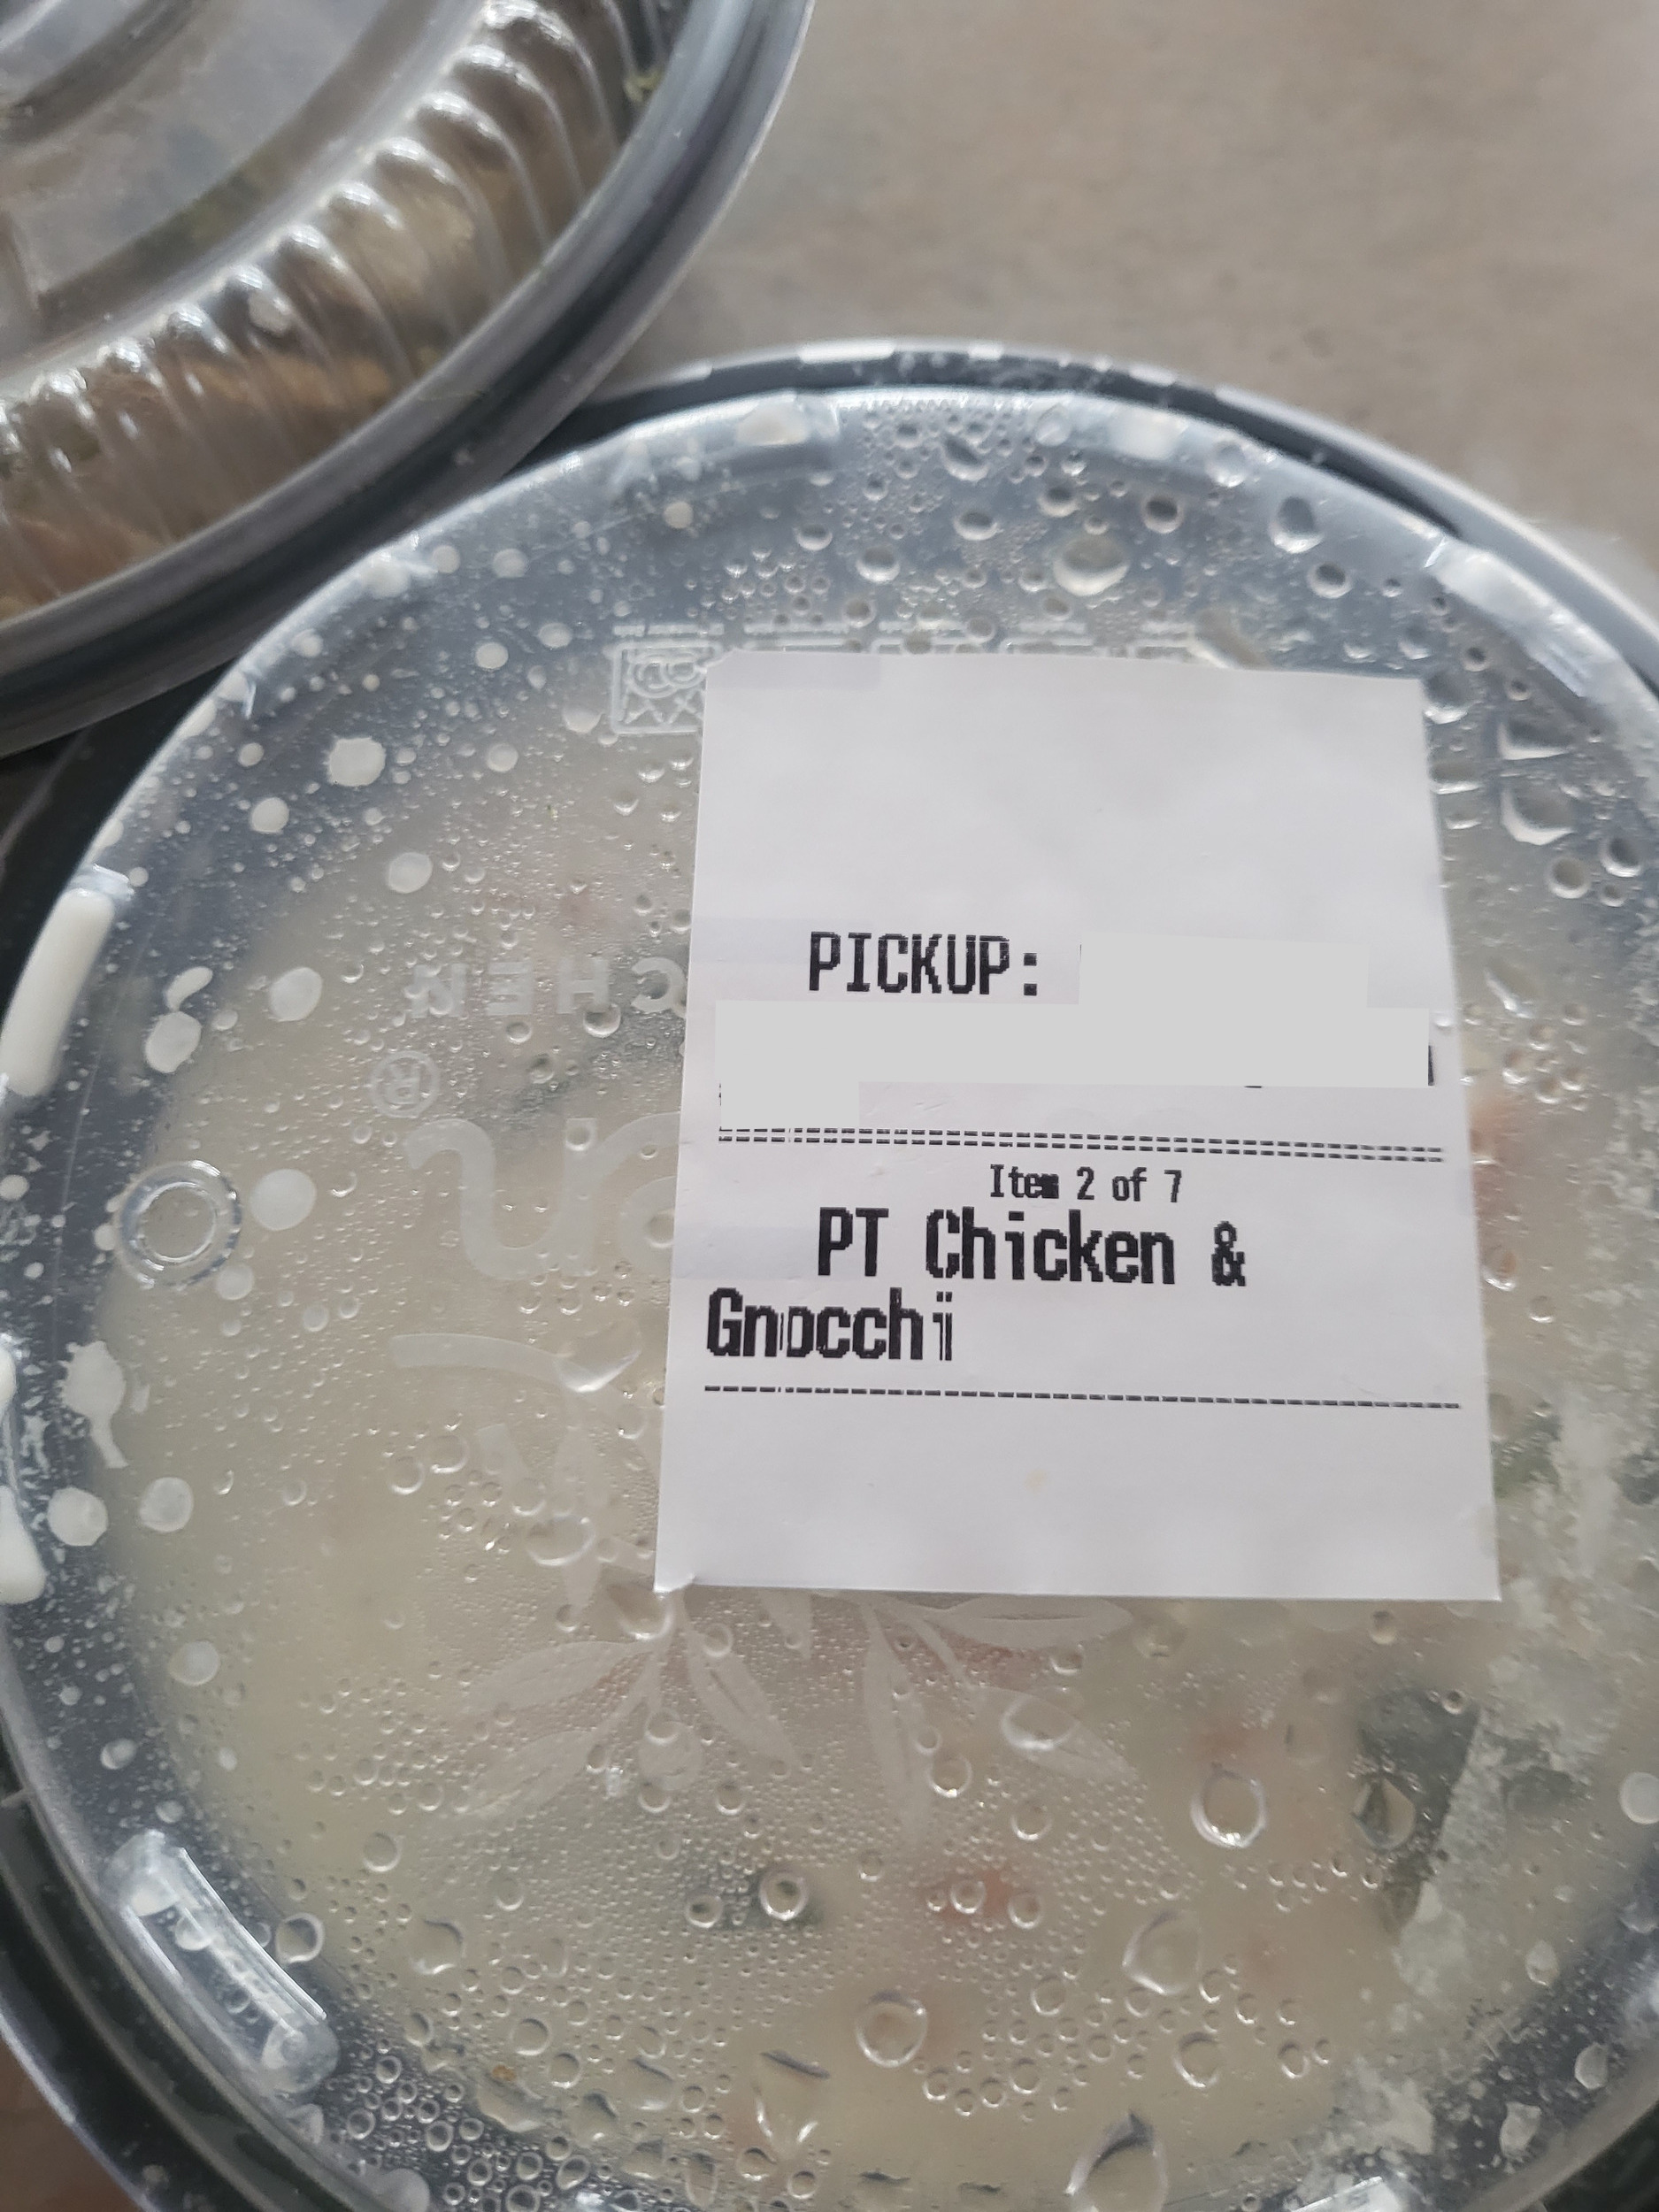 PICKUP:
Item 2 of 7
PT Chicken &
Gnocchi